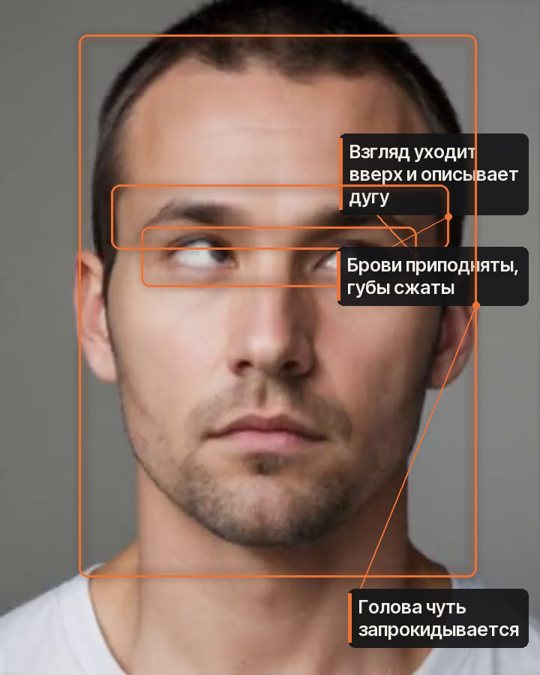 Взгляд уходит
вверх и описывает
дугу
Брови приподняты,
губы сжаты
Голова чуть
запрокидывается